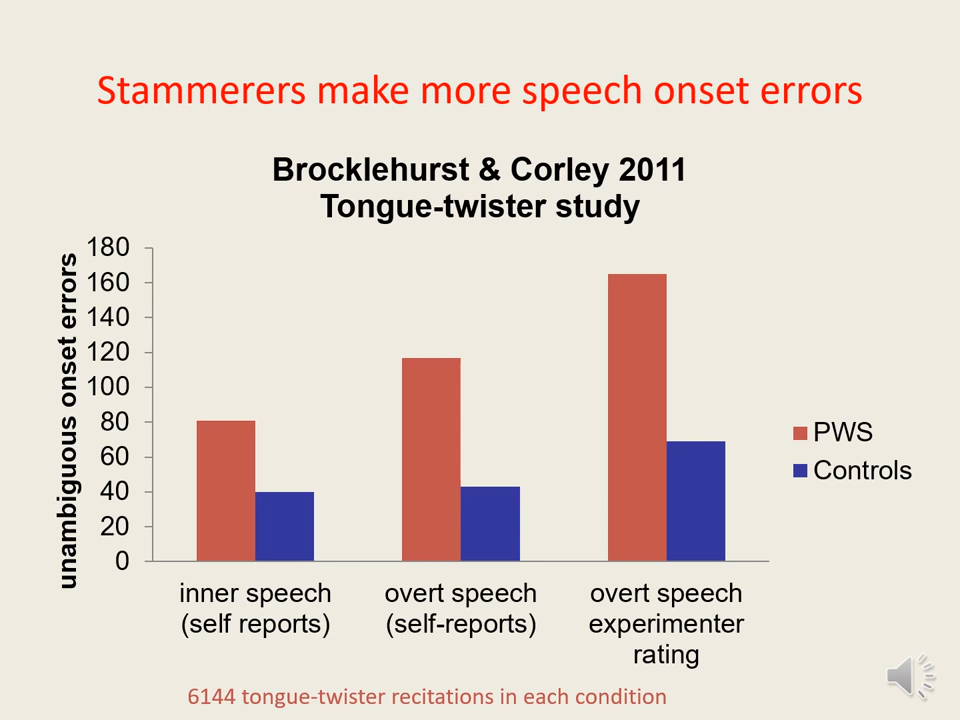 Stammerers make more speech onset errors
Brocklehurst & Corley 2011
Tongue-twister study
unambiguous onset errors
180
160
140
120
100
80
60
40
20
0
PWS
Controls
inner speech
(self reports)
overt speech
(self-reports)
overt speech
experimenter
rating
6144 tongue-twister recitations in each condition